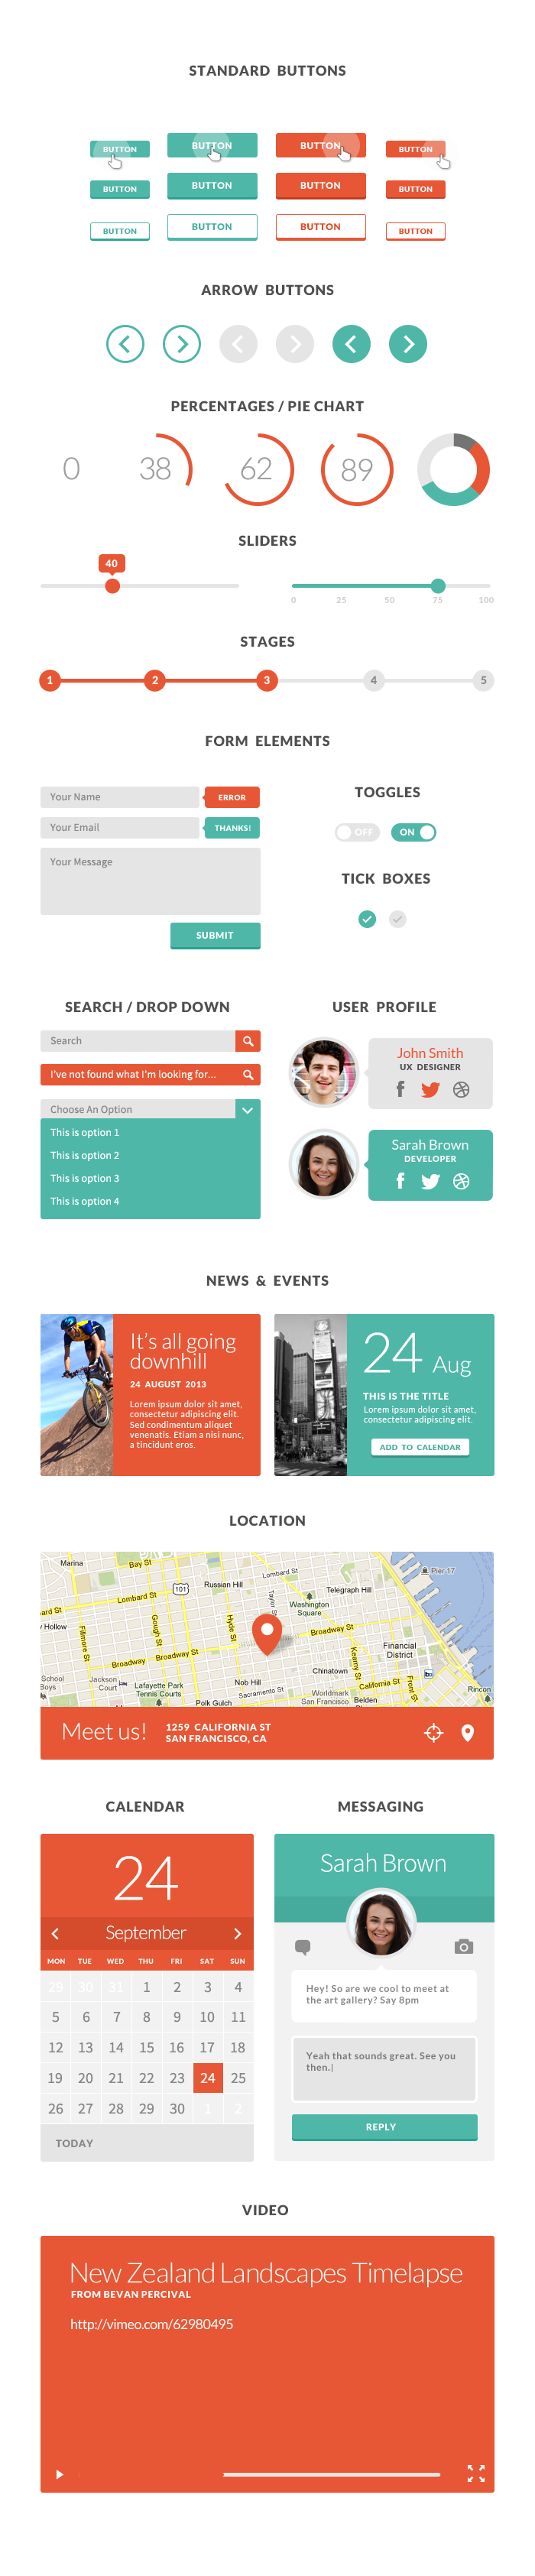 STANDARD BUTTONS
BUTTON BUTTON BUTTON BUTTON
BUTTON BUTTON BUTTON BUTTON
BUTTON BUTTON BUTTON BUTTON
ARROW BUTTONS
PERCENTAGES / PIE CHART
0 38 62 89
SLIDERS
40
0 25 50 75 100
STAGES
1 2 3 4 5
FORM ELEMENTS
Your Name ERROR
Your Email THANKS!
Your Message
SUBMIT
TOGGLES
OFF ON
TICK BOXES
SEARCH / DROP DOWN
Search
I've not found what I'm looking for...
Choose An Option
This is option 1
This is option 2
This is option 3
This is option 4
USER PROFILE
John Smith
UX DESIGNER
Sarah Brown
DEVELOPER
NEWS & EVENTS
It's all going
downhill
24 AUGUST 2013
Lorem ipsum dolor sit amet,
consectetur adipiscing elit.
Sed condimentum aliquet
venenatis. Etiam a nisi nunc,
a tincidunt eros.
24 Aug
THIS IS THE TITLE
Lorem ipsum dolor sit amet,
consectetur adipiscing elit.
ADD TO CALENDAR
LOCATION
Marina
Bay St
Lombard St
Pier 17
101
Russian Hill
Telegraph Hill
Lombard St
Taylor S
Washington
Square
ard St
Hollow
Fillmore St
Gough St
Hyde St
Broadway St
Broadway St
Broadway
Financial
District
Kearny St
Chinatown
School
Boys
Jackson
Court
Lafayette Park
Tennis Courts
Nob Hill
California St
Front St
Rincon
Polk Gulch
Sacramento St
Worldmark
San Francisco
Belden
Meet us!
1259 CALIFORNIA ST
SAN FRANCISCO, CA
CALENDAR
24
September
MON TUE WED THU FRI SAT SUN
29 30 31 1 2 3 4
5 6 7 8 9 10 11
12 13 14 15 16 17 18
19 20 21 22 23 24 25
26 27 28 29 30 1 2
TODAY
MESSAGING
Sarah Brown
Hey! So are we cool to meet at
the art gallery? Say 8pm
Yeah that sounds great. See you
then.|
REPLY
VIDEO
New Zealand Landscapes Timelapse
FROM BEVAN PERCIVAL
http://vimeo.com/62980495